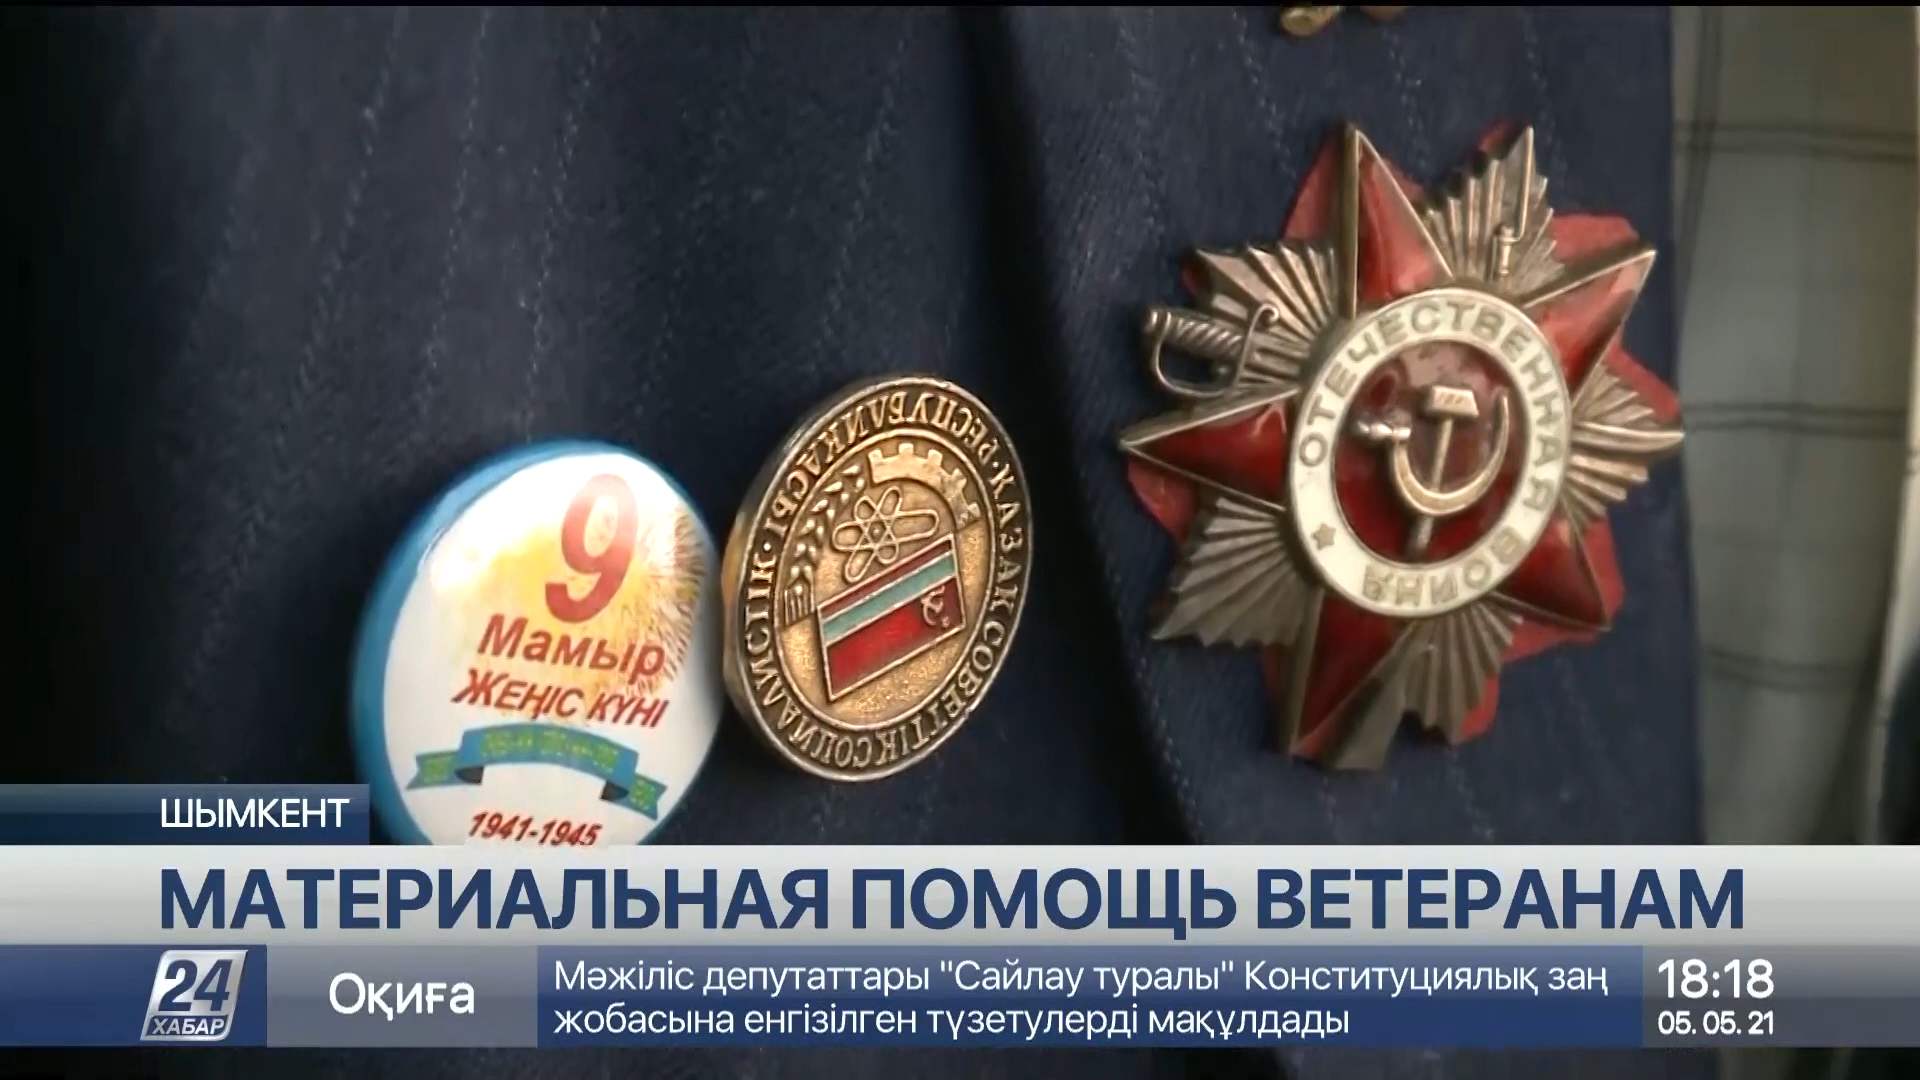 ОТЕЧЕСТВЕННАЯ ВОЙНА
ҚАЗАҚ СОВЕТТІК СОЦИАЛИСТІК · РЕСПУБЛИКАСЫ ·
9
Мамыр
ЖЕҢІС КҮНІ
1941-1945
ШЫМКЕНТ
МАТЕРИАЛЬНАЯ ПОМОЩЬ ВЕТЕРАНАМ
24
ХАБАР
Оқиға
Мәжіліс депутаттары "Сайлау туралы" Конституциялық заң
жобасына енгізілген түзетулерді мақұлдады
18:18
05. 05. 21